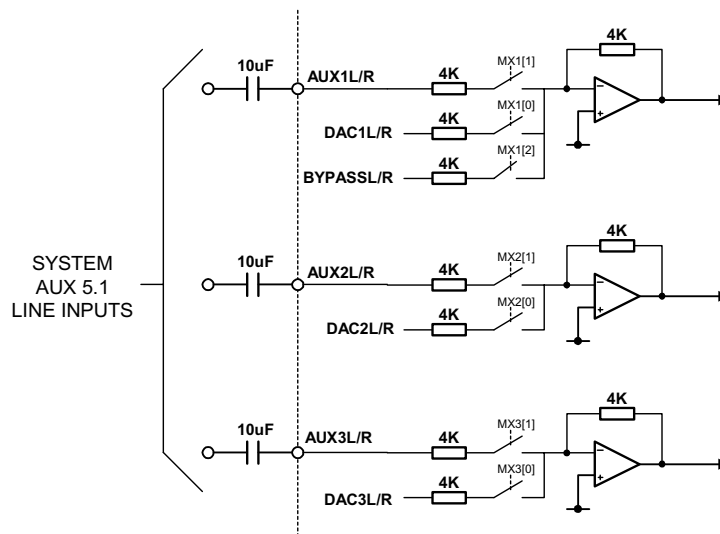 4K
10uF
AUX1L/R
4K
MX1[1]
DAC1L/R
4K
MX1[0]
BYPASSL/R
4K
MX1[2]
−
+
4K
10uF
AUX2L/R
4K
MX2[1]
DAC2L/R
4K
MX2[0]
−
+
SYSTEM
AUX 5.1
LINE INPUTS
4K
10uF
AUX3L/R
4K
MX3[1]
DAC3L/R
4K
MX3[0]
−
+